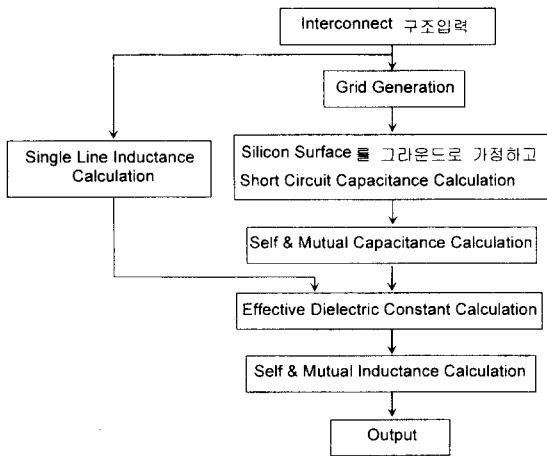 Interconnect 구조입력
Grid Generation
Single Line Inductance
Calculation
Silicon Surface를 그라운드로 가정하고
Short Circuit Capacitance Calculation
Self & Mutual Capacitance Calculation
Effective Dielectric Constant Calculation
Self & Mutual Inductance Calculation
Output